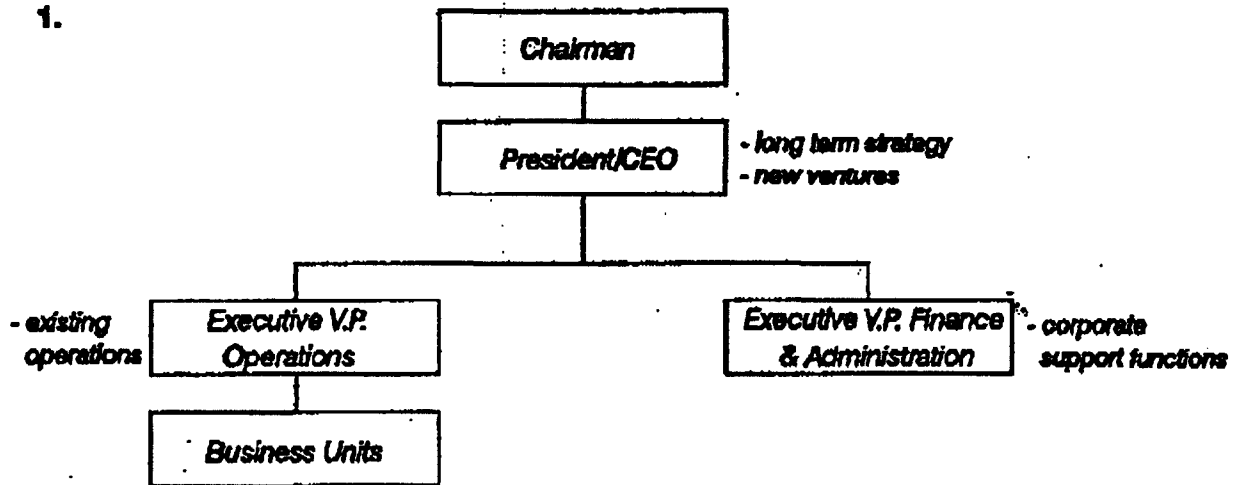 1.
Chairman
President/CEO
- long term strategy
- new ventures
- existing
operations
Executive V.P.
Operations
Executive V.P. Finance
& Administration
- corporate
support functions
Business Units